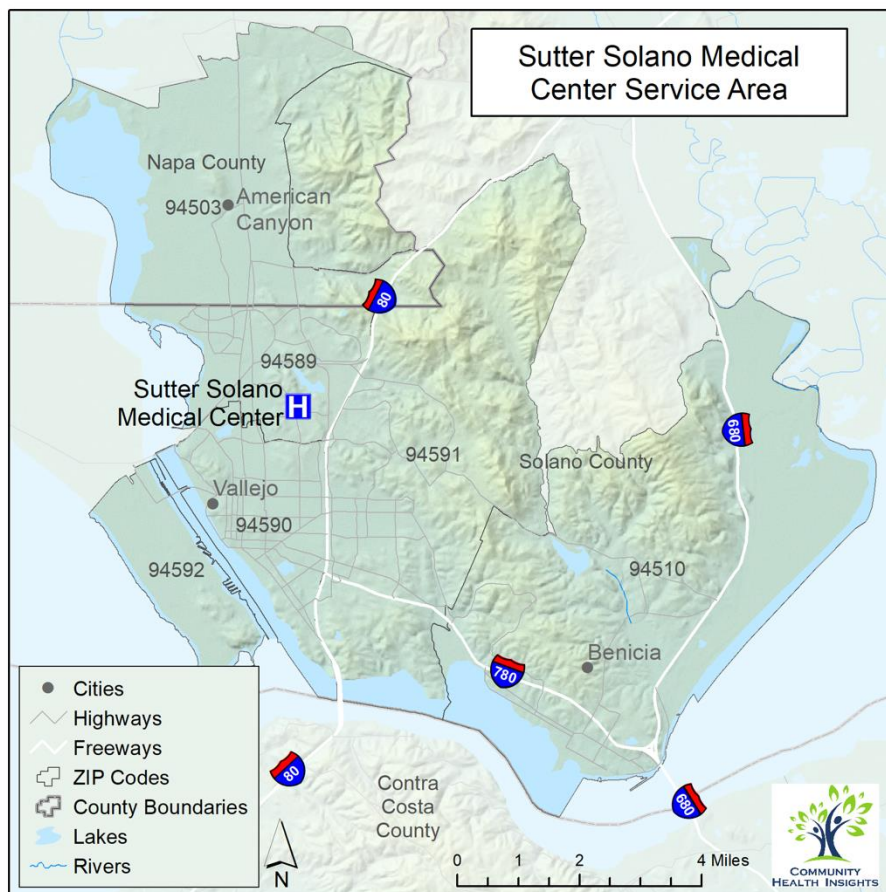 Sutter Solano Medical
Center Service Area
Napa County
94503
American
Canyon
80
94589
Sutter Solano
Medical Center
H
94591
Solano County
680
Vallejo
94590
94592
94510
Benicia
780
Cities
Highways
Freeways
ZIP Codes
County Boundaries
Lakes
Rivers
80
Contra
Costa
County
680
N
0 1 2 4 Miles
COMMUNITY
HEALTH INSIGHTS